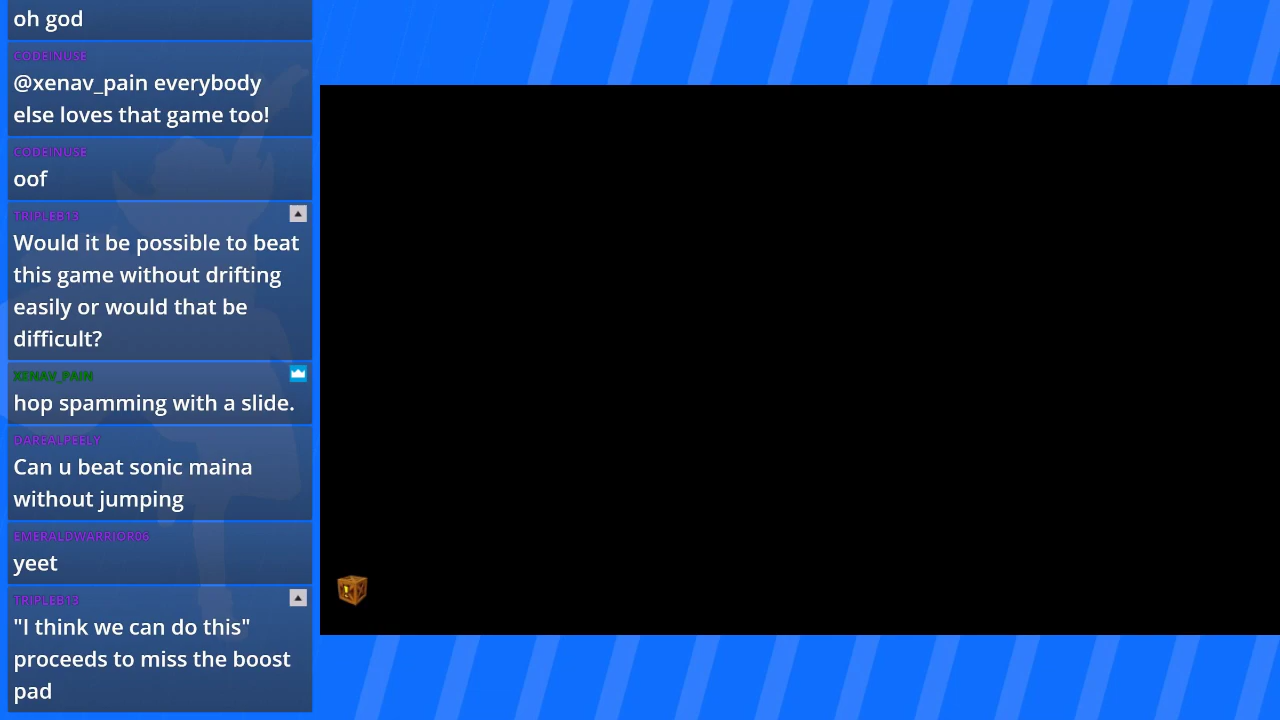 oh god
CODEINUSE
@xenav_pain everybody
else loves that game too!
CODEINUSE
oof
TRIPLEB13
Would it be possible to beat
this game without drifting
easily or would that be
difficult?
XENAV_PAIN
hop spamming with a slide.
DAREALPEELY
Can u beat sonic maina
without jumping
EMERALDWARRIOR06
yeet
TRIPLEB13
"I think we can do this"
proceeds to miss the boost
pad